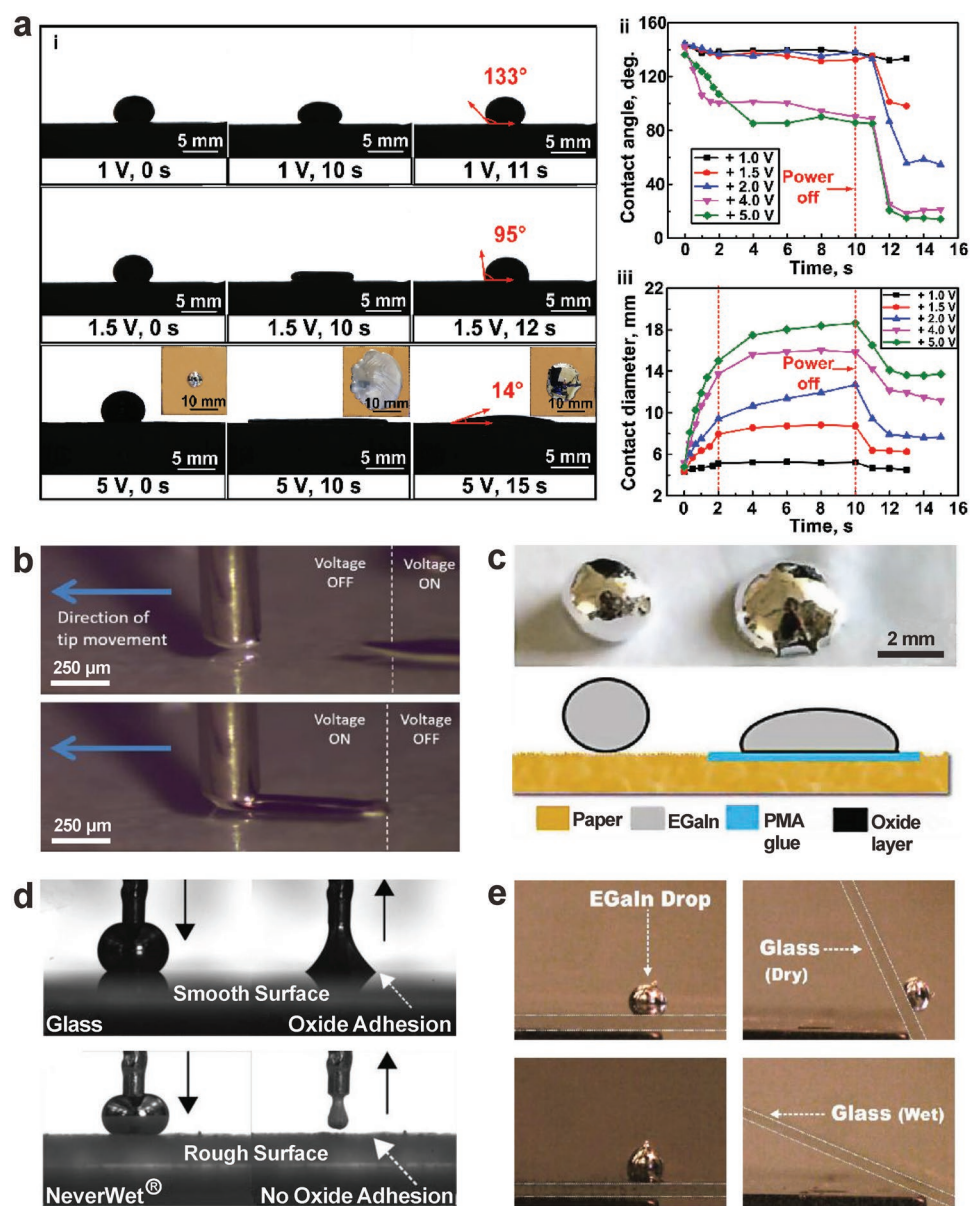 a
i
133°
5 mm
5 mm
5 mm
1 V, 0 s
1 V, 10 s
1 V, 11 s
95°
5 mm
5 mm
5 mm
1.5 V, 0 s
1.5 V, 10 s
1.5 V, 12 s
10 mm
10 mm
10 mm
14°
5 mm
5 mm
5 mm
5 V, 0 s
5 V, 10 s
5 V, 15 s
ii
Contact angle, deg.
160
120
80
40
0
+ 1.0 V
+ 1.5 V
+ 2.0 V
+ 4.0 V
+ 5.0 V
Power
off
0 2 4 6 8 10 12 14 16
Time, s
iii
Contact diameter, mm
22
18
14
10
6
2
+ 1.0 V
+ 1.5 V
+ 2.0 V
+ 4.0 V
+ 5.0 V
Power
off
0 2 4 6 8 10 12 14 16
Time, s
b
Voltage
OFF
Voltage
ON
Direction of
tip movement
250 µm
Voltage
ON
Voltage
OFF
250 µm
c
2 mm
Paper
EGaIn
PMA
glue
Oxide
layer
d
Smooth Surface
Glass
Oxide Adhesion
Rough Surface
NeverWet®
No Oxide Adhesion
e
EGaIn Drop
Glass
(Dry)
Glass (Wet)